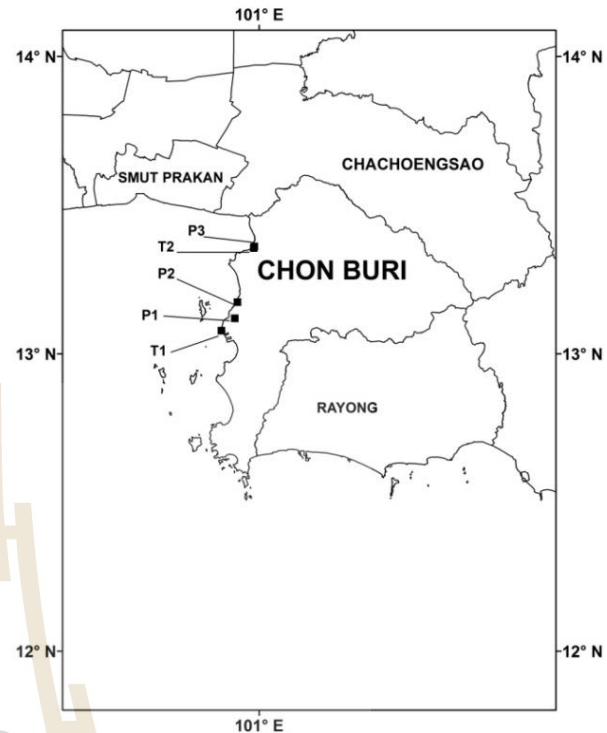 101° E
14° N
14° N
CHACHOENGSAO
SMUT PRAKAN
P3
T2
CHON BURI
P2
P1
T1
13° N
13° N
RAYONG
12° N
12° N
101° E